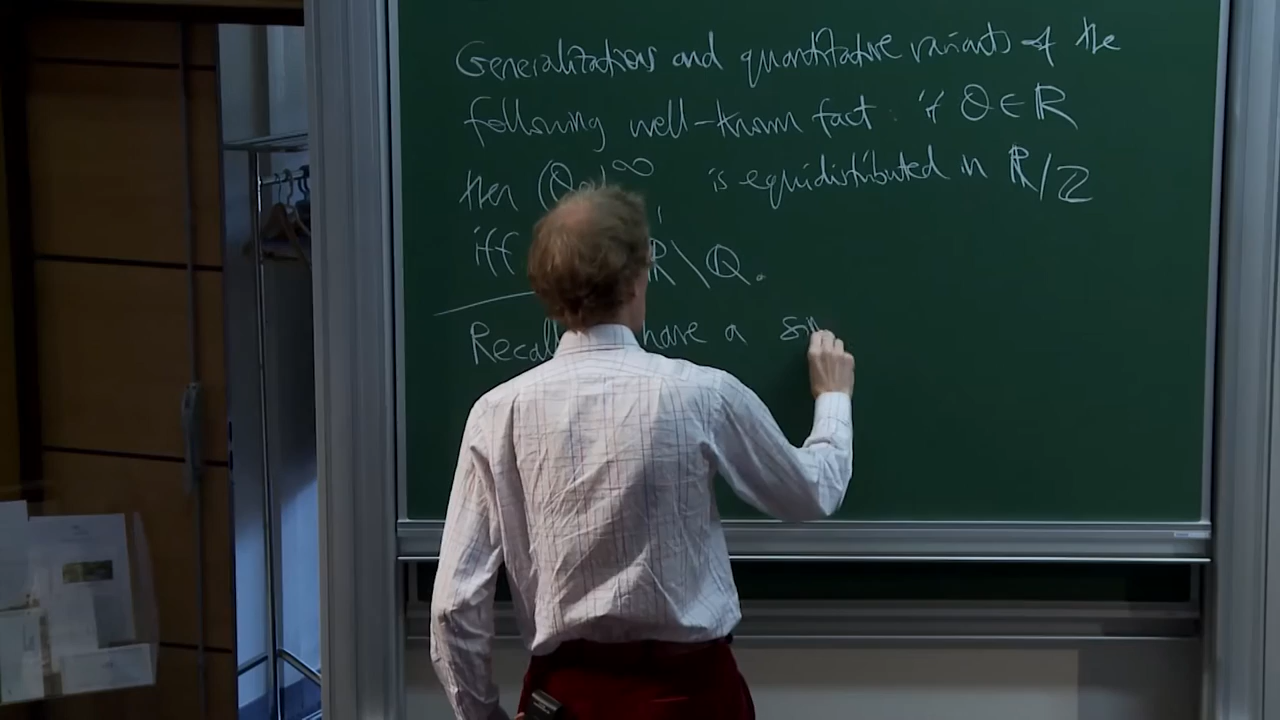 Generalizations and quantitative variants of the
following well-known fact: if θ ∈ ℝ
then (θn)^∞ is equidistributed in ℝ/ℤ
iff ℝ\ℚ.
Recall have a sim